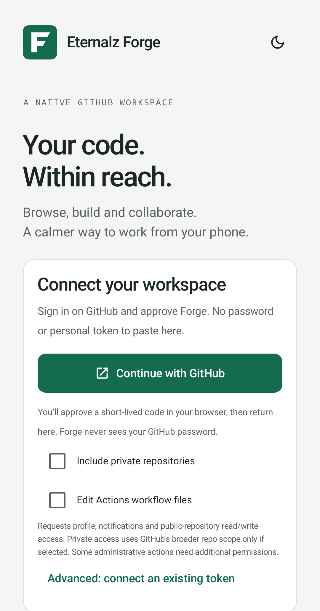 Eternalz Forge
A NATIVE GITHUB WORKSPACE
Your code.
Within reach.
Browse, build and collaborate.
A calmer way to work from your phone.
Connect your workspace
Sign in on GitHub and approve Forge. No password
or personal token to paste here.
Continue with GitHub
You'll approve a short-lived code in your browser, then return
here. Forge never sees your GitHub password.
Include private repositories
Edit Actions workflow files
Requests profile, notifications and public-repository read/write
access. Private access uses GitHub's broader repo scope only if
selected. Some administrative actions need additional permissions.
Advanced: connect an existing token